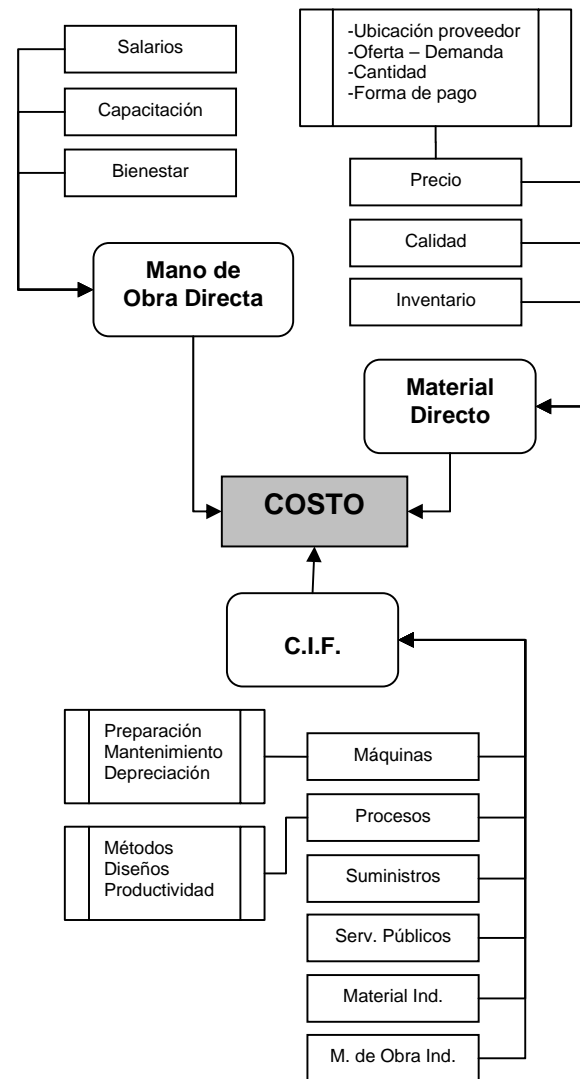 Salarios
Capacitación
Bienestar
Mano de
Obra Directa
-Ubicación proveedor
-Oferta – Demanda
-Cantidad
-Forma de pago
Precio
Calidad
Inventario
Material
Directo
COSTO
C.I.F.
Preparación
Mantenimiento
Depreciación
Máquinas
Métodos
Diseños
Productividad
Procesos
Suministros
Serv. Públicos
Material Ind.
M. de Obra Ind.